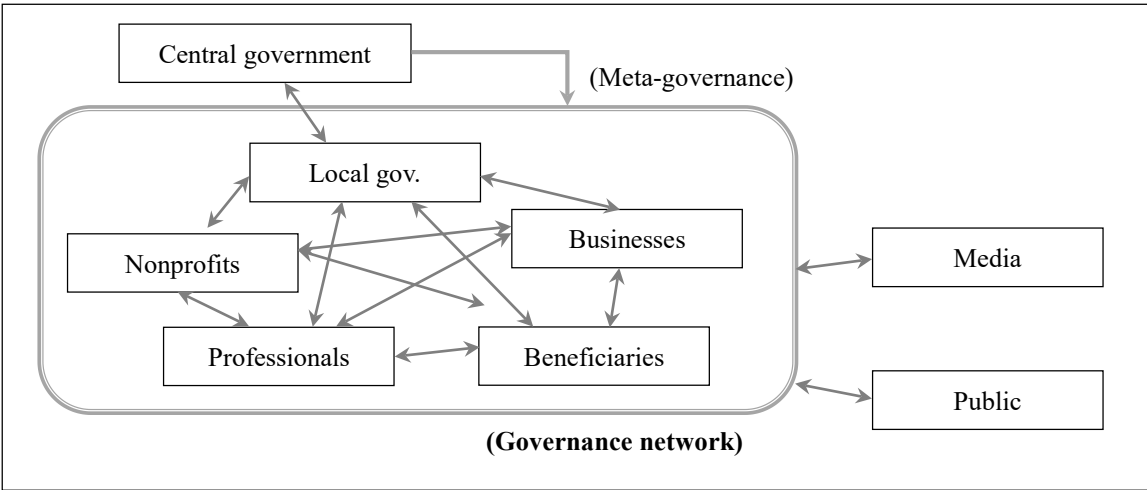 Central government
(Meta-governance)
Local gov.
Businesses
Nonprofits
Media
Professionals
Beneficiaries
Public
(Governance network)